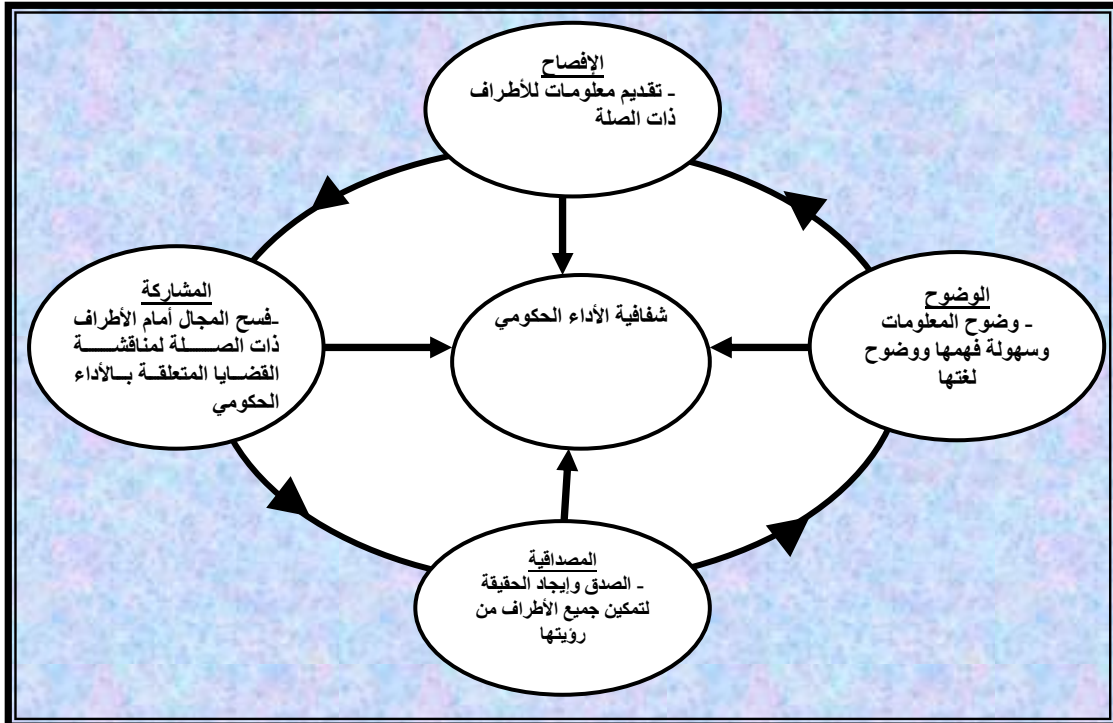 الإفصاح
- تقديم معلومات للأطراف
ذات الصلة
الوضوح
- وضوح المعلومات
وسهولة فهمها ووضوح
لغتها
شفافية الأداء الحكومي
المشاركة
-فسح المجال أمام الأطراف
ذات الصلة لمناقشة
القضايا المتعلقة بالأداء
الحكومي
المصداقية
- الصدق وإيجاد الحقيقة
لتمكين جميع الأطراف من
رؤيتها